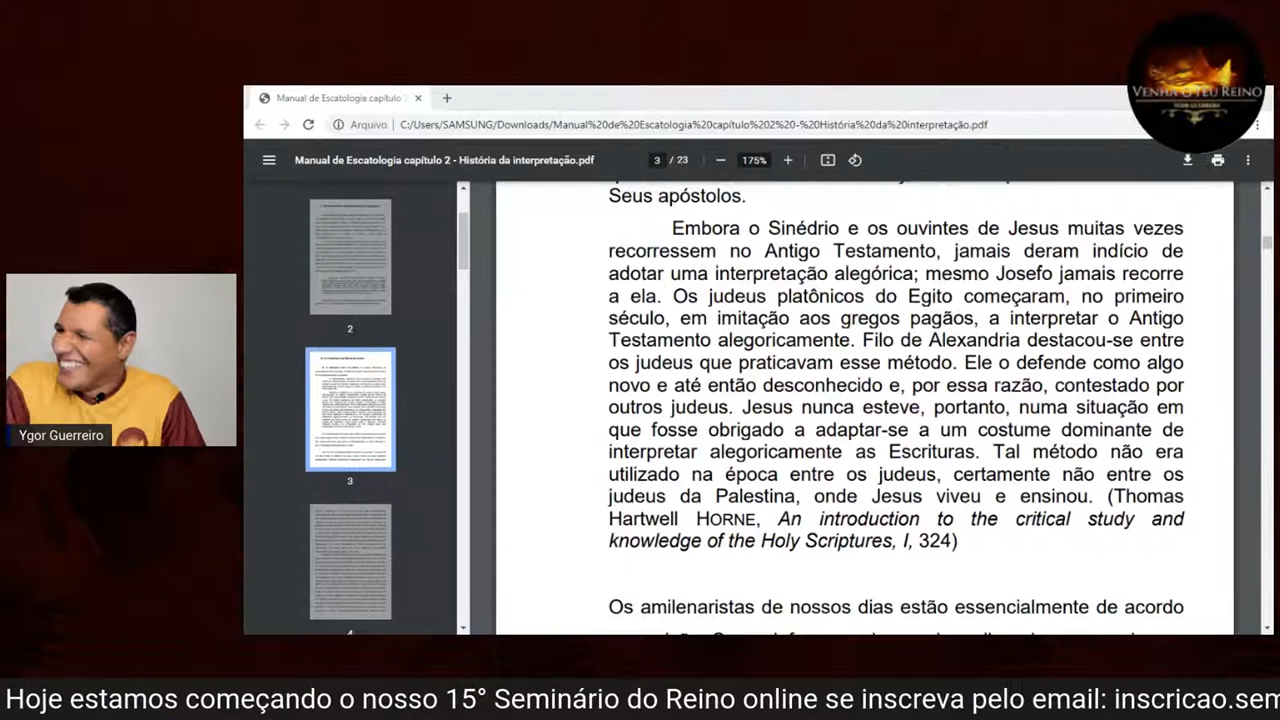 VENHA O TEU REINO
YGOR GUERREIRO
Manual de Escatologia capítulo 2
Arquivo C:/Users/SAMSUNG/Downloads/Manual%20de%20Escatologia%20capítulo%202%20-%20História%20da%20interpretação.pdf
Manual de Escatologia capítulo 2 - História da interpretação.pdf
3 / 23
175%
Seus apóstolos.
Embora o Sinédrio e os ouvintes de Jesus muitas vezes
recorressem no Antigo Testamento, jamais deram indício de
adotar uma interpretação alegórica; mesmo Josefo jamais recorre
a ela. Os judeus platônicos do Egito começaram, no primeiro
século, em imitação aos gregos pagãos, a interpretar o Antigo
Testamento alegoricamente. Filo de Alexandria destacou-se entre
os judeus que praticavam esse método. Ele o defende como algo
novo e até então desconhecido e, por essa razão, contestado por
outros judeus. Jesus nunca esteve, portanto, numa situação em
que fosse obrigado a adaptar-se a um costume dominante de
interpretar alegoricamente as Escrituras. Tal método não era
utilizado na época entre os judeus, certamente não entre os
judeus da Palestina, onde Jesus viveu e ensinou. (Thomas
Hartwell HORNE, An introduction to the critical study and
knowledge of the Holy Scriptures, I, 324)
Os amilenaristas de nossos dias estão essencialmente de acordo
2
3
4
Ygor Guerreiro
Hoje estamos começando o nosso 15° Seminário do Reino online se inscreva pelo email: inscricao.sem